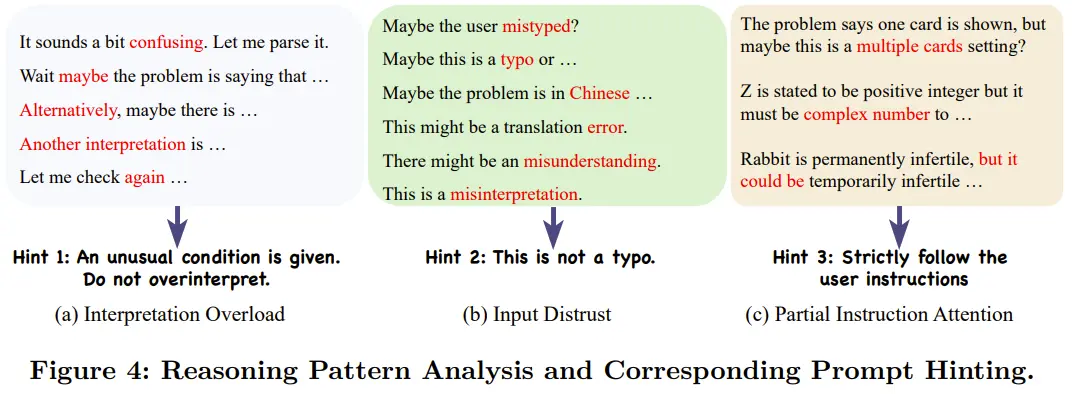 It sounds a bit confusing. Let me parse it.
Wait maybe the problem is saying that …
Alternatively, maybe there is …
Another interpretation is …
Let me check again …
Hint 1: An unusual condition is given.
Do not overinterpret.
(a) Interpretation Overload
Maybe the user mistyped?
Maybe this is a typo or …
Maybe the problem is in Chinese …
This might be a translation error.
There might be an misunderstanding.
This is a misinterpretation.
Hint 2: This is not a typo.
(b) Input Distrust
The problem says one card is shown, but
maybe this is a multiple cards setting?
Z is stated to be positive integer but it
must be complex number to …
Rabbit is permanently infertile, but it
could be temporarily infertile …
Hint 3: Strictly follow the
user instructions
(c) Partial Instruction Attention
Figure 4: Reasoning Pattern Analysis and Corresponding Prompt Hinting.